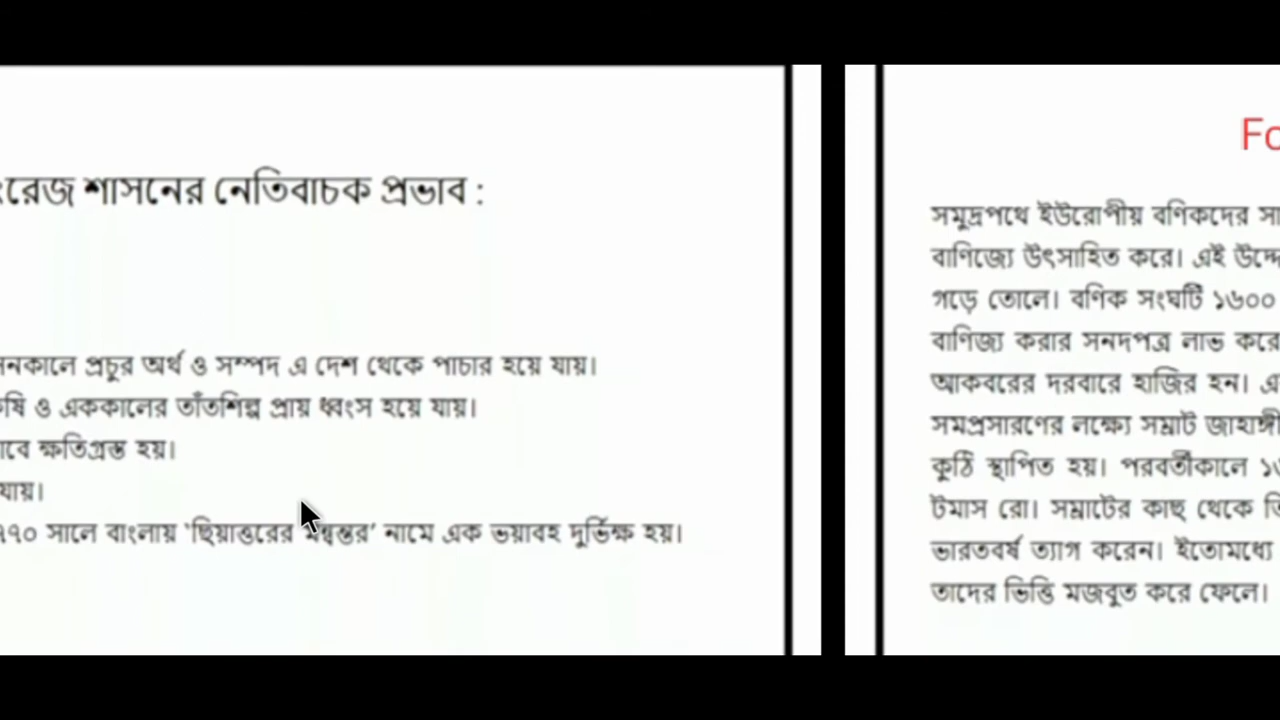 ংরেজ শাসনের নেতিবাচক প্রভাব :
নকালে প্রচুর অর্থ ও সম্পদ এ দেশ থেকে পাচার হয়ে যায়।
ষি ও এককালের তাঁতশিল্প প্রায় ধ্বংস হয়ে যায়।
াবে ক্ষতিগ্রস্ত হয়।
যায়।
৭৭০ সালে বাংলায় ‘ছিয়াত্তরের মন্বন্তর’ নামে এক ভয়াবহ দুর্ভিক্ষ হয়।
Fo
সমুদ্রপথে ইউরোপীয় বণিকদের সা
বাণিজ্যে উৎসাহিত করে। এই উদ্দে
গড়ে তোলে। বণিক সংঘটি ১৬০০
বাণিজ্য করার সনদপত্র লাভ করে
আকবরের দরবারে হাজির হন। এ
সমপ্রসারণের লক্ষ্যে সম্রাট জাহাঙ্গী
কুঠি স্থাপিত হয়। পরবর্তীকালে ১৬
টমাস রো। সম্রাটের কাছ থেকে তি
ভারতবর্ষ ত্যাগ করেন। ইতোমধ্যে
তাদের ভিত্তি মজবুত করে ফেলে।